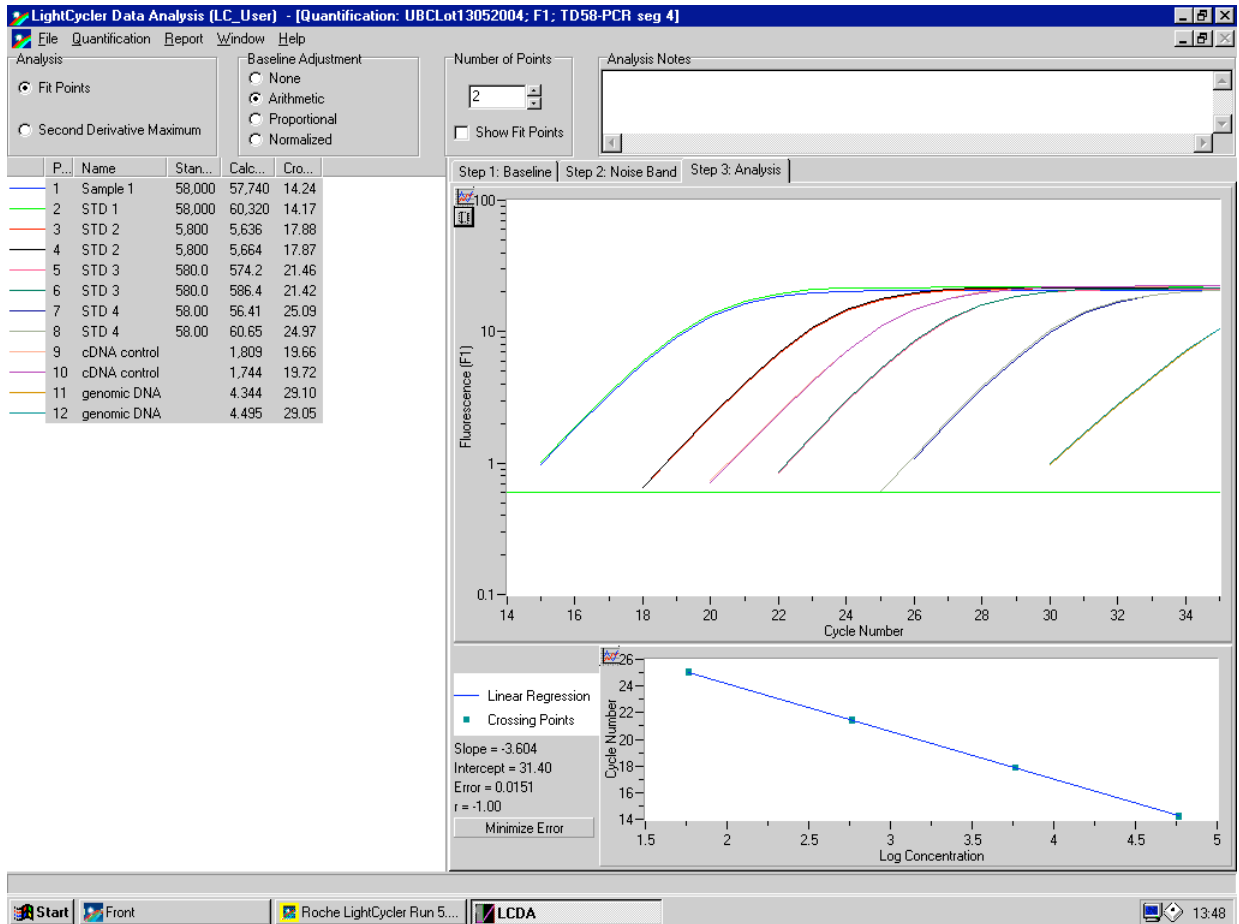 LightCycler Data Analysis (LC_User) - [Quantification: UBCLot13052004; F1; TD58-PCR seg 4]
File Quantification Report Window Help
Analysis
Fit Points
Second Derivative Maximum
Baseline Adjustment
None
Arithmetic
Proportional
Normalized
Number of Points
2
Show Fit Points
Analysis Notes
P... Name Stan... Calc... Cro...
1 Sample 1 58,000 57,740 14.24
2 STD 1 58,000 60,320 14.17
3 STD 2 5,800 5,636 17.88
4 STD 2 5,800 5,664 17.87
5 STD 3 580.0 574.2 21.46
6 STD 3 580.0 586.4 21.42
7 STD 4 58.00 56.41 25.09
8 STD 4 58.00 60.65 24.97
9 cDNA control 1,809 19.66
10 cDNA control 1,744 19.72
11 genomic DNA 4.344 29.10
12 genomic DNA 4.495 29.05
Step 1: Baseline Step 2: Noise Band Step 3: Analysis
100
10
1
0.1
Fluorescence (F1)
14 16 18 20 22 24 26 28 30 32 34
Cycle Number
Linear Regression
Crossing Points
Slope = -3.604
Intercept = 31.40
Error = 0.0151
r = -1.00
Minimize Error
26
24
22
20
18
16
14
Cycle Number
1.5 2 2.5 3 3.5 4 4.5 5
Log Concentration
Start Front Roche LightCycler Run 5.... LCDA 13:48